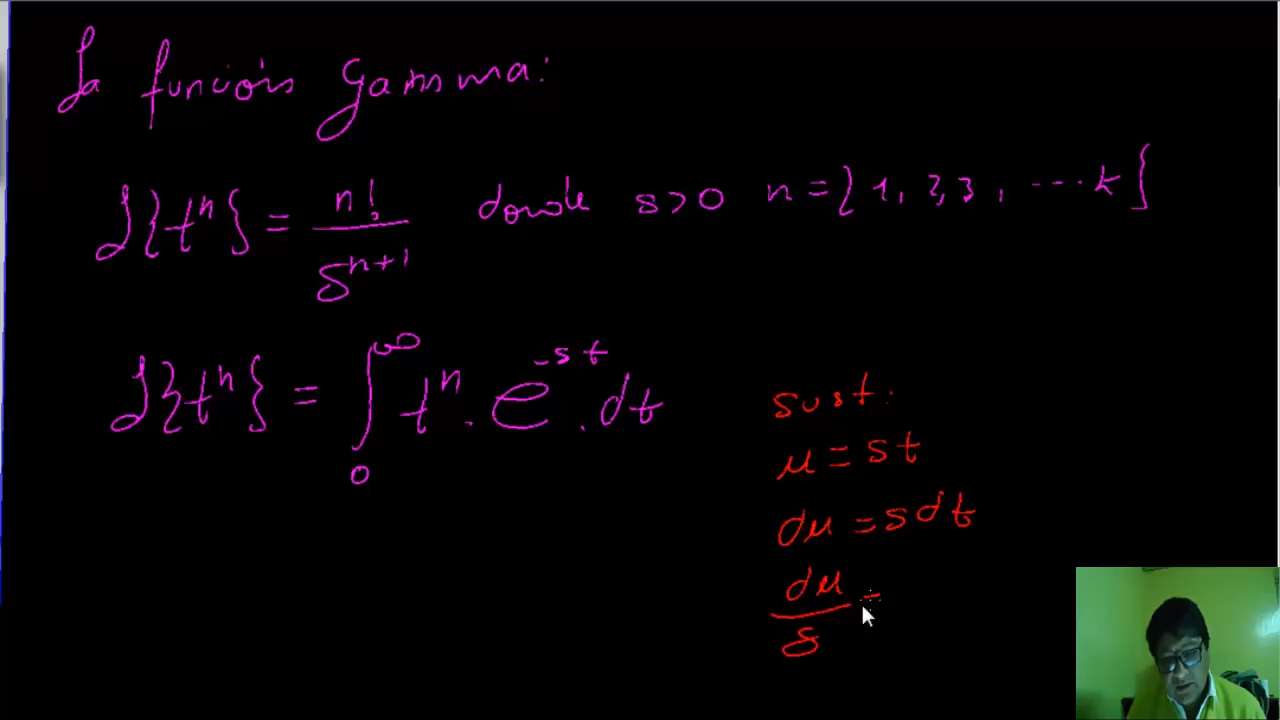 La función gamma:
ℒ{tⁿ} = n! / sⁿ⁺¹ donde s>0 n={1, 2, 3, ... k}
ℒ{tⁿ} = ∫₀^∞ tⁿ . e^(-st) . dt
sust:
u = st
du = s dt
du/s =